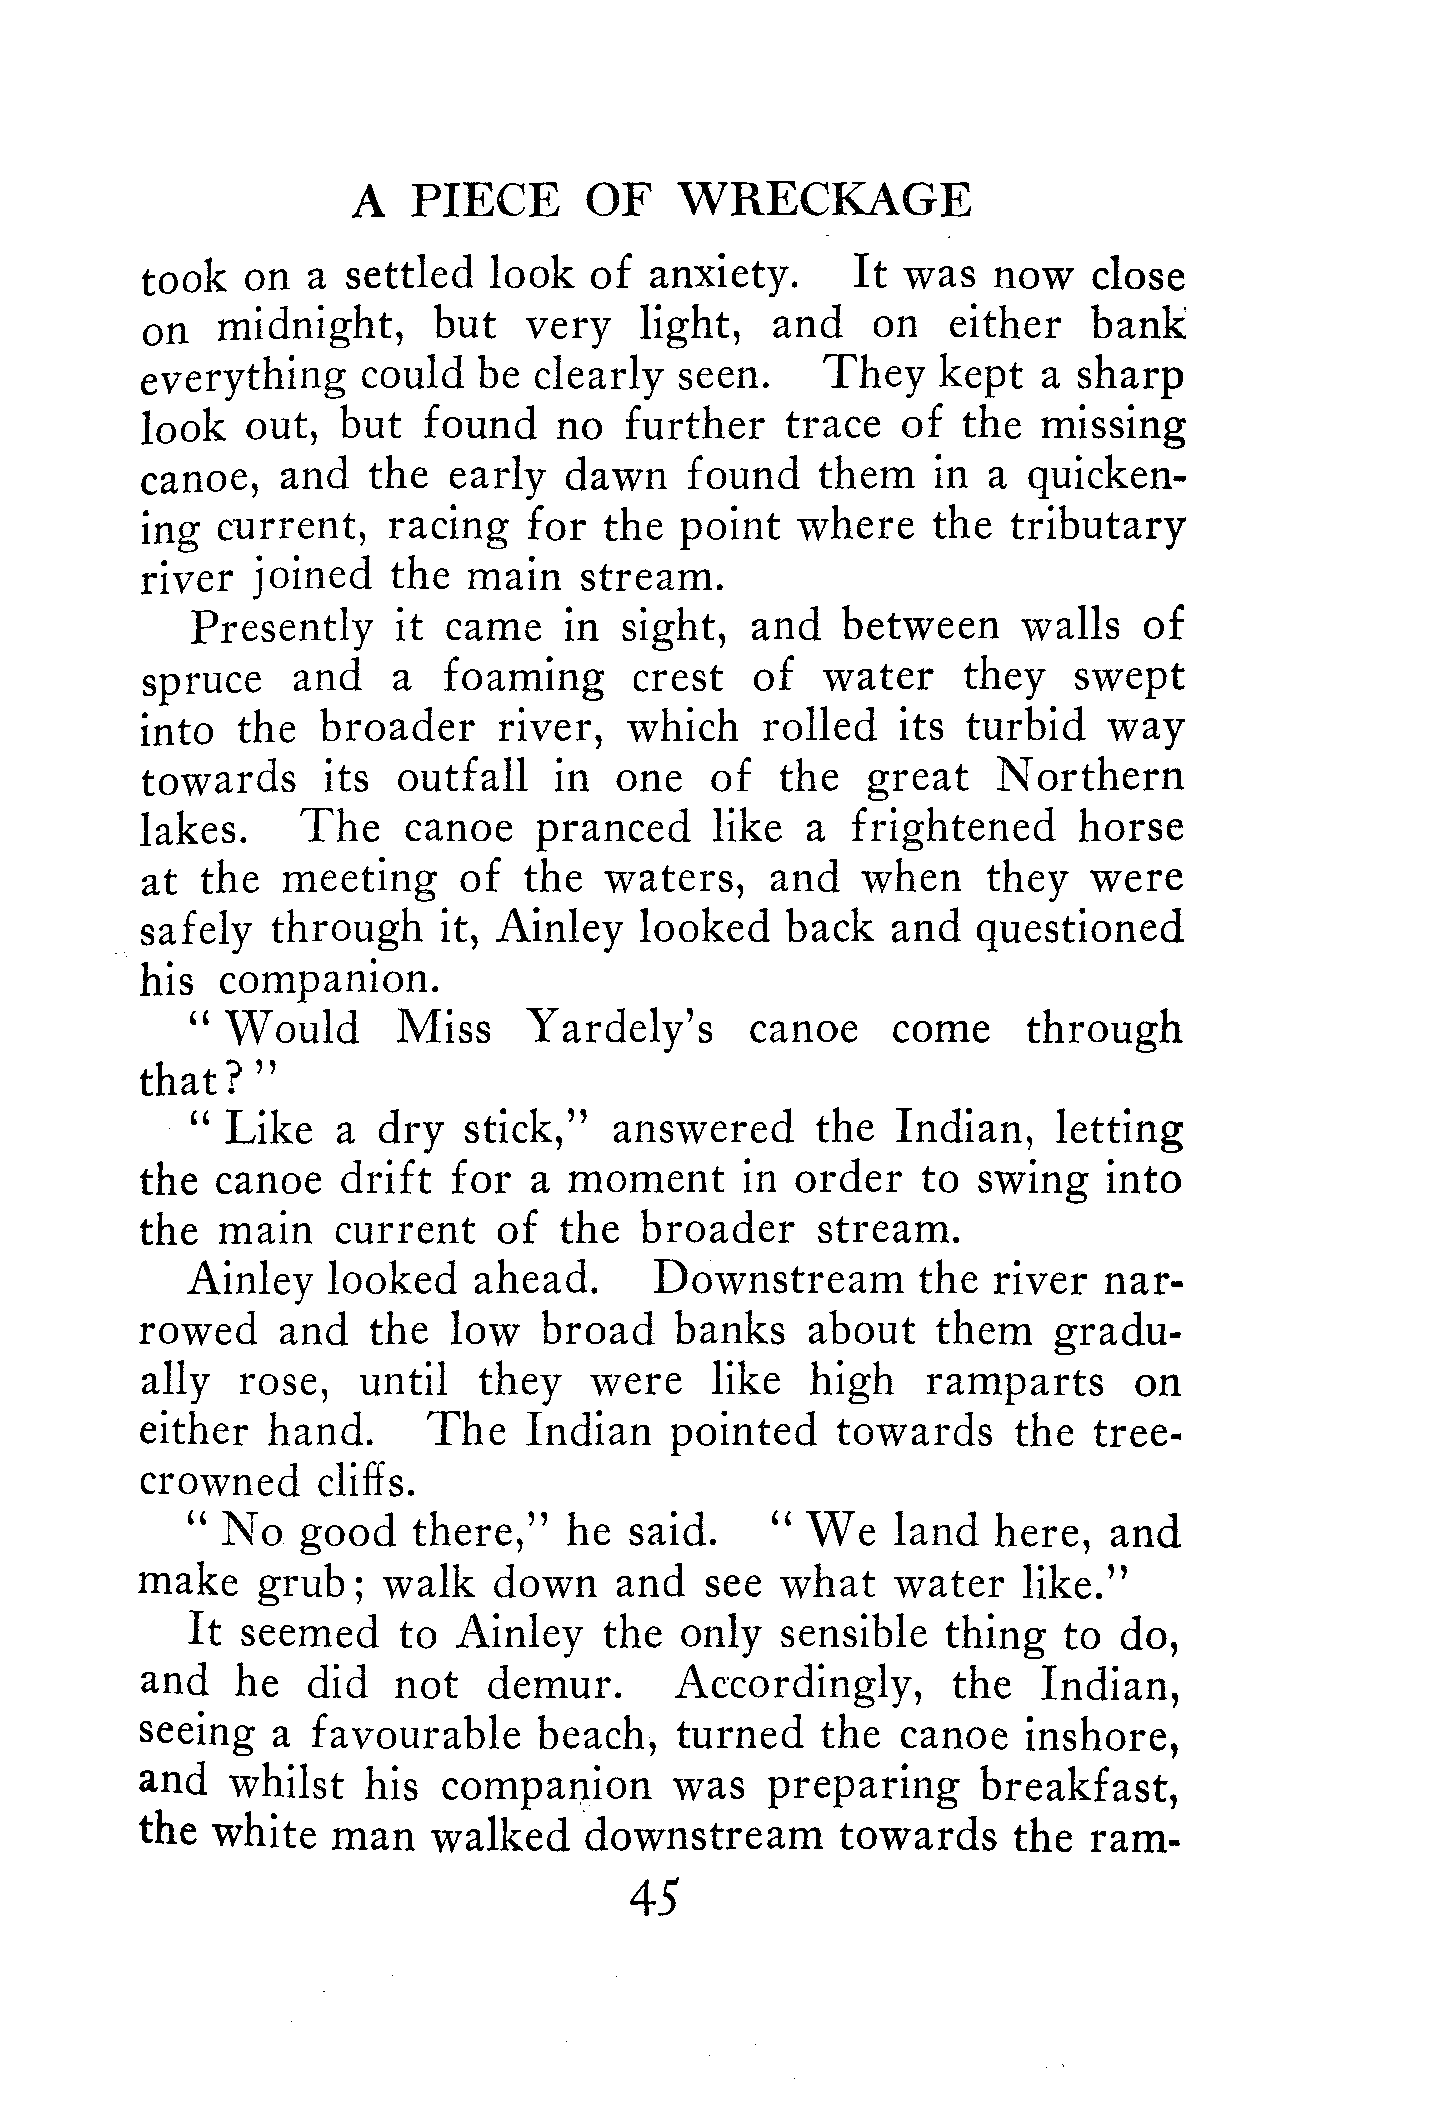 A PIECE OF WRECKAGE
took on a settled look of anxiety. It was now close
on midnight, but very light, and on either bank
everything could be clearly seen. They kept a sharp
look out, but found no further trace of the missing
canoe, and the early dawn found them in a quicken-
ing current, racing for the point where the tributary
river joined the main stream.
Presently it came in sight, and between walls of
spruce and a foaming crest of water they swept
into the broader river, which rolled its turbid way
towards its outfall in one of the great Northern
lakes. The canoe pranced like a frightened horse
at the meeting of the waters, and when they were
safely through it, Ainley looked back and questioned
his companion.
“ Would Miss Yardely’s canoe come through
that? ”
“ Like a dry stick,” answered the Indian, letting
the canoe drift for a moment in order to swing into
the main current of the broader stream.
Ainley looked ahead. Downstream the river nar-
rowed and the low broad banks about them gradu-
ally rose, until they were like high ramparts on
either hand. The Indian pointed towards the tree-
crowned cliffs.
“ No good there,” he said. “ We land here, and
make grub; walk down and see what water like.”
It seemed to Ainley the only sensible thing to do,
and he did not demur. Accordingly, the Indian,
seeing a favourable beach, turned the canoe inshore,
and whilst his companion was preparing breakfast,
the white man walked downstream towards the ram-
45